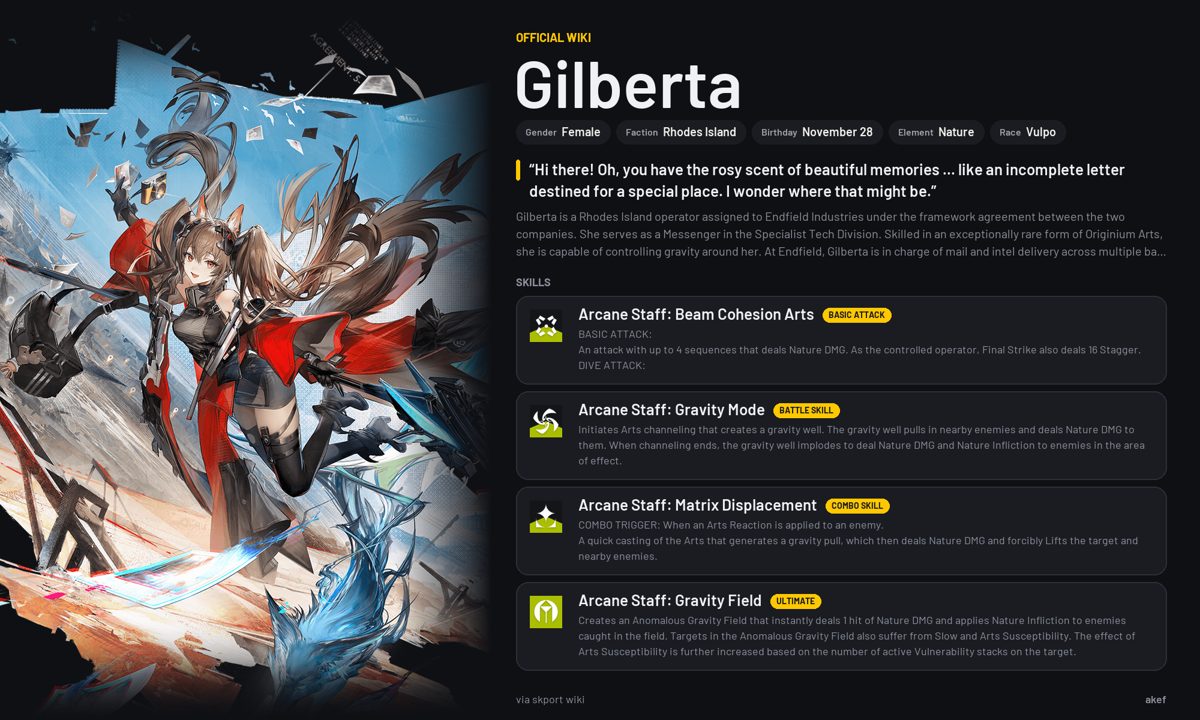 AGREEMENT S.
OFFICIAL WIKI
Gilberta
Gender Female Faction Rhodes Island Birthday November 28 Element Nature Race Vulpo
“Hi there! Oh, you have the rosy scent of beautiful memories ... like an incomplete letter
destined for a special place. I wonder where that might be.”
Gilberta is a Rhodes Island operator assigned to Endfield Industries under the framework agreement between the two
companies. She serves as a Messenger in the Specialist Tech Division. Skilled in an exceptionally rare form of Originium Arts,
she is capable of controlling gravity around her. At Endfield, Gilberta is in charge of mail and intel delivery across multiple ba...
SKILLS
Arcane Staff: Beam Cohesion Arts BASIC ATTACK
BASIC ATTACK:
An attack with up to 4 sequences that deals Nature DMG. As the controlled operator, Final Strike also deals 16 Stagger.
DIVE ATTACK:
Arcane Staff: Gravity Mode BATTLE SKILL
Initiates Arts channeling that creates a gravity well. The gravity well pulls in nearby enemies and deals Nature DMG to
them. When channeling ends, the gravity well implodes to deal Nature DMG and Nature Infliction to enemies in the area
of effect.
Arcane Staff: Matrix Displacement COMBO SKILL
COMBO TRIGGER: When an Arts Reaction is applied to an enemy.
A quick casting of the Arts that generates a gravity pull, which then deals Nature DMG and forcibly Lifts the target and
nearby enemies.
Arcane Staff: Gravity Field ULTIMATE
Creates an Anomalous Gravity Field that instantly deals 1 hit of Nature DMG and applies Nature Infliction to enemies
caught in the field. Targets in the Anomalous Gravity Field also suffer from Slow and Arts Susceptibility. The effect of
Arts Susceptibility is further increased based on the number of active Vulnerability stacks on the target.
via skport wiki
akef